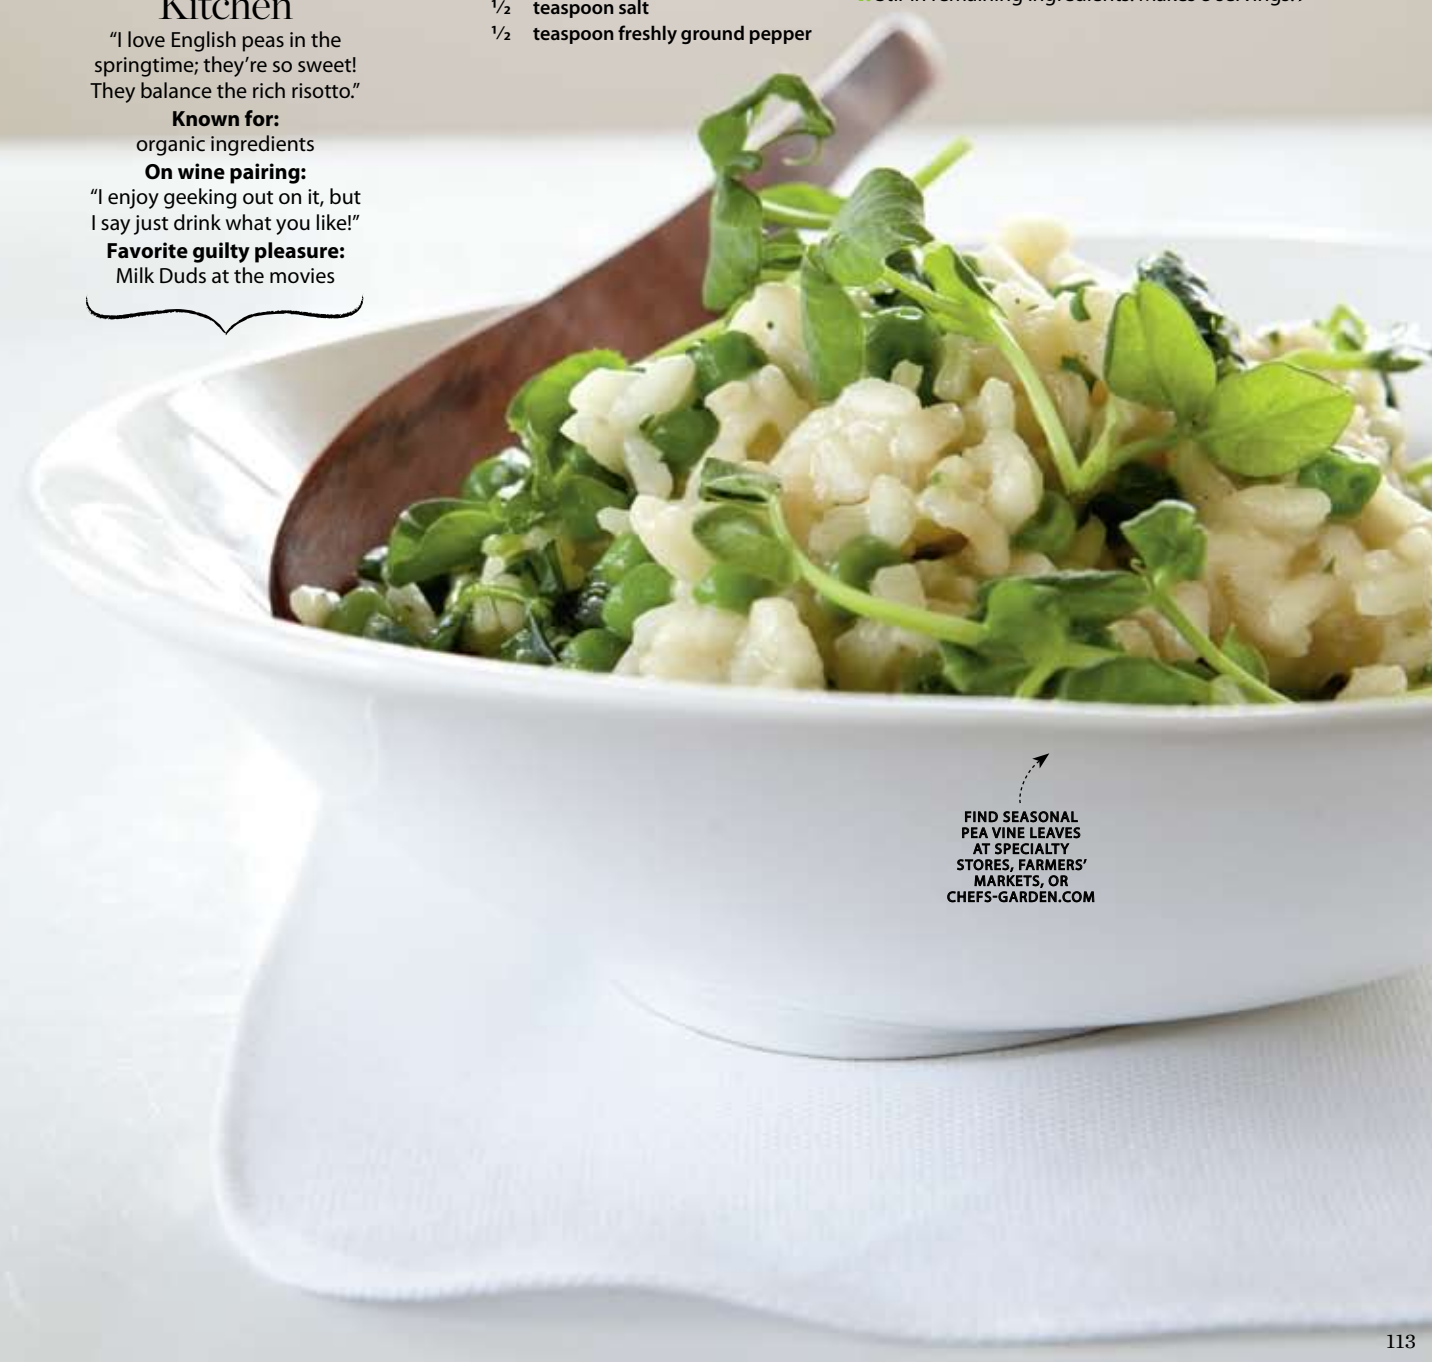 Kitchen
“I love English peas in the
springtime; they’re so sweet!
They balance the rich risotto.”
Known for:
organic ingredients
On wine pairing:
“I enjoy geeking out on it, but
I say just drink what you like!”
Favorite guilty pleasure:
Milk Duds at the movies
½ teaspoon salt
½ teaspoon freshly ground pepper
remaining ingredients.
FIND SEASONAL
PEA VINE LEAVES
AT SPECIALTY
STORES, FARMERS’
MARKETS, OR
CHEFS-GARDEN.COM
113